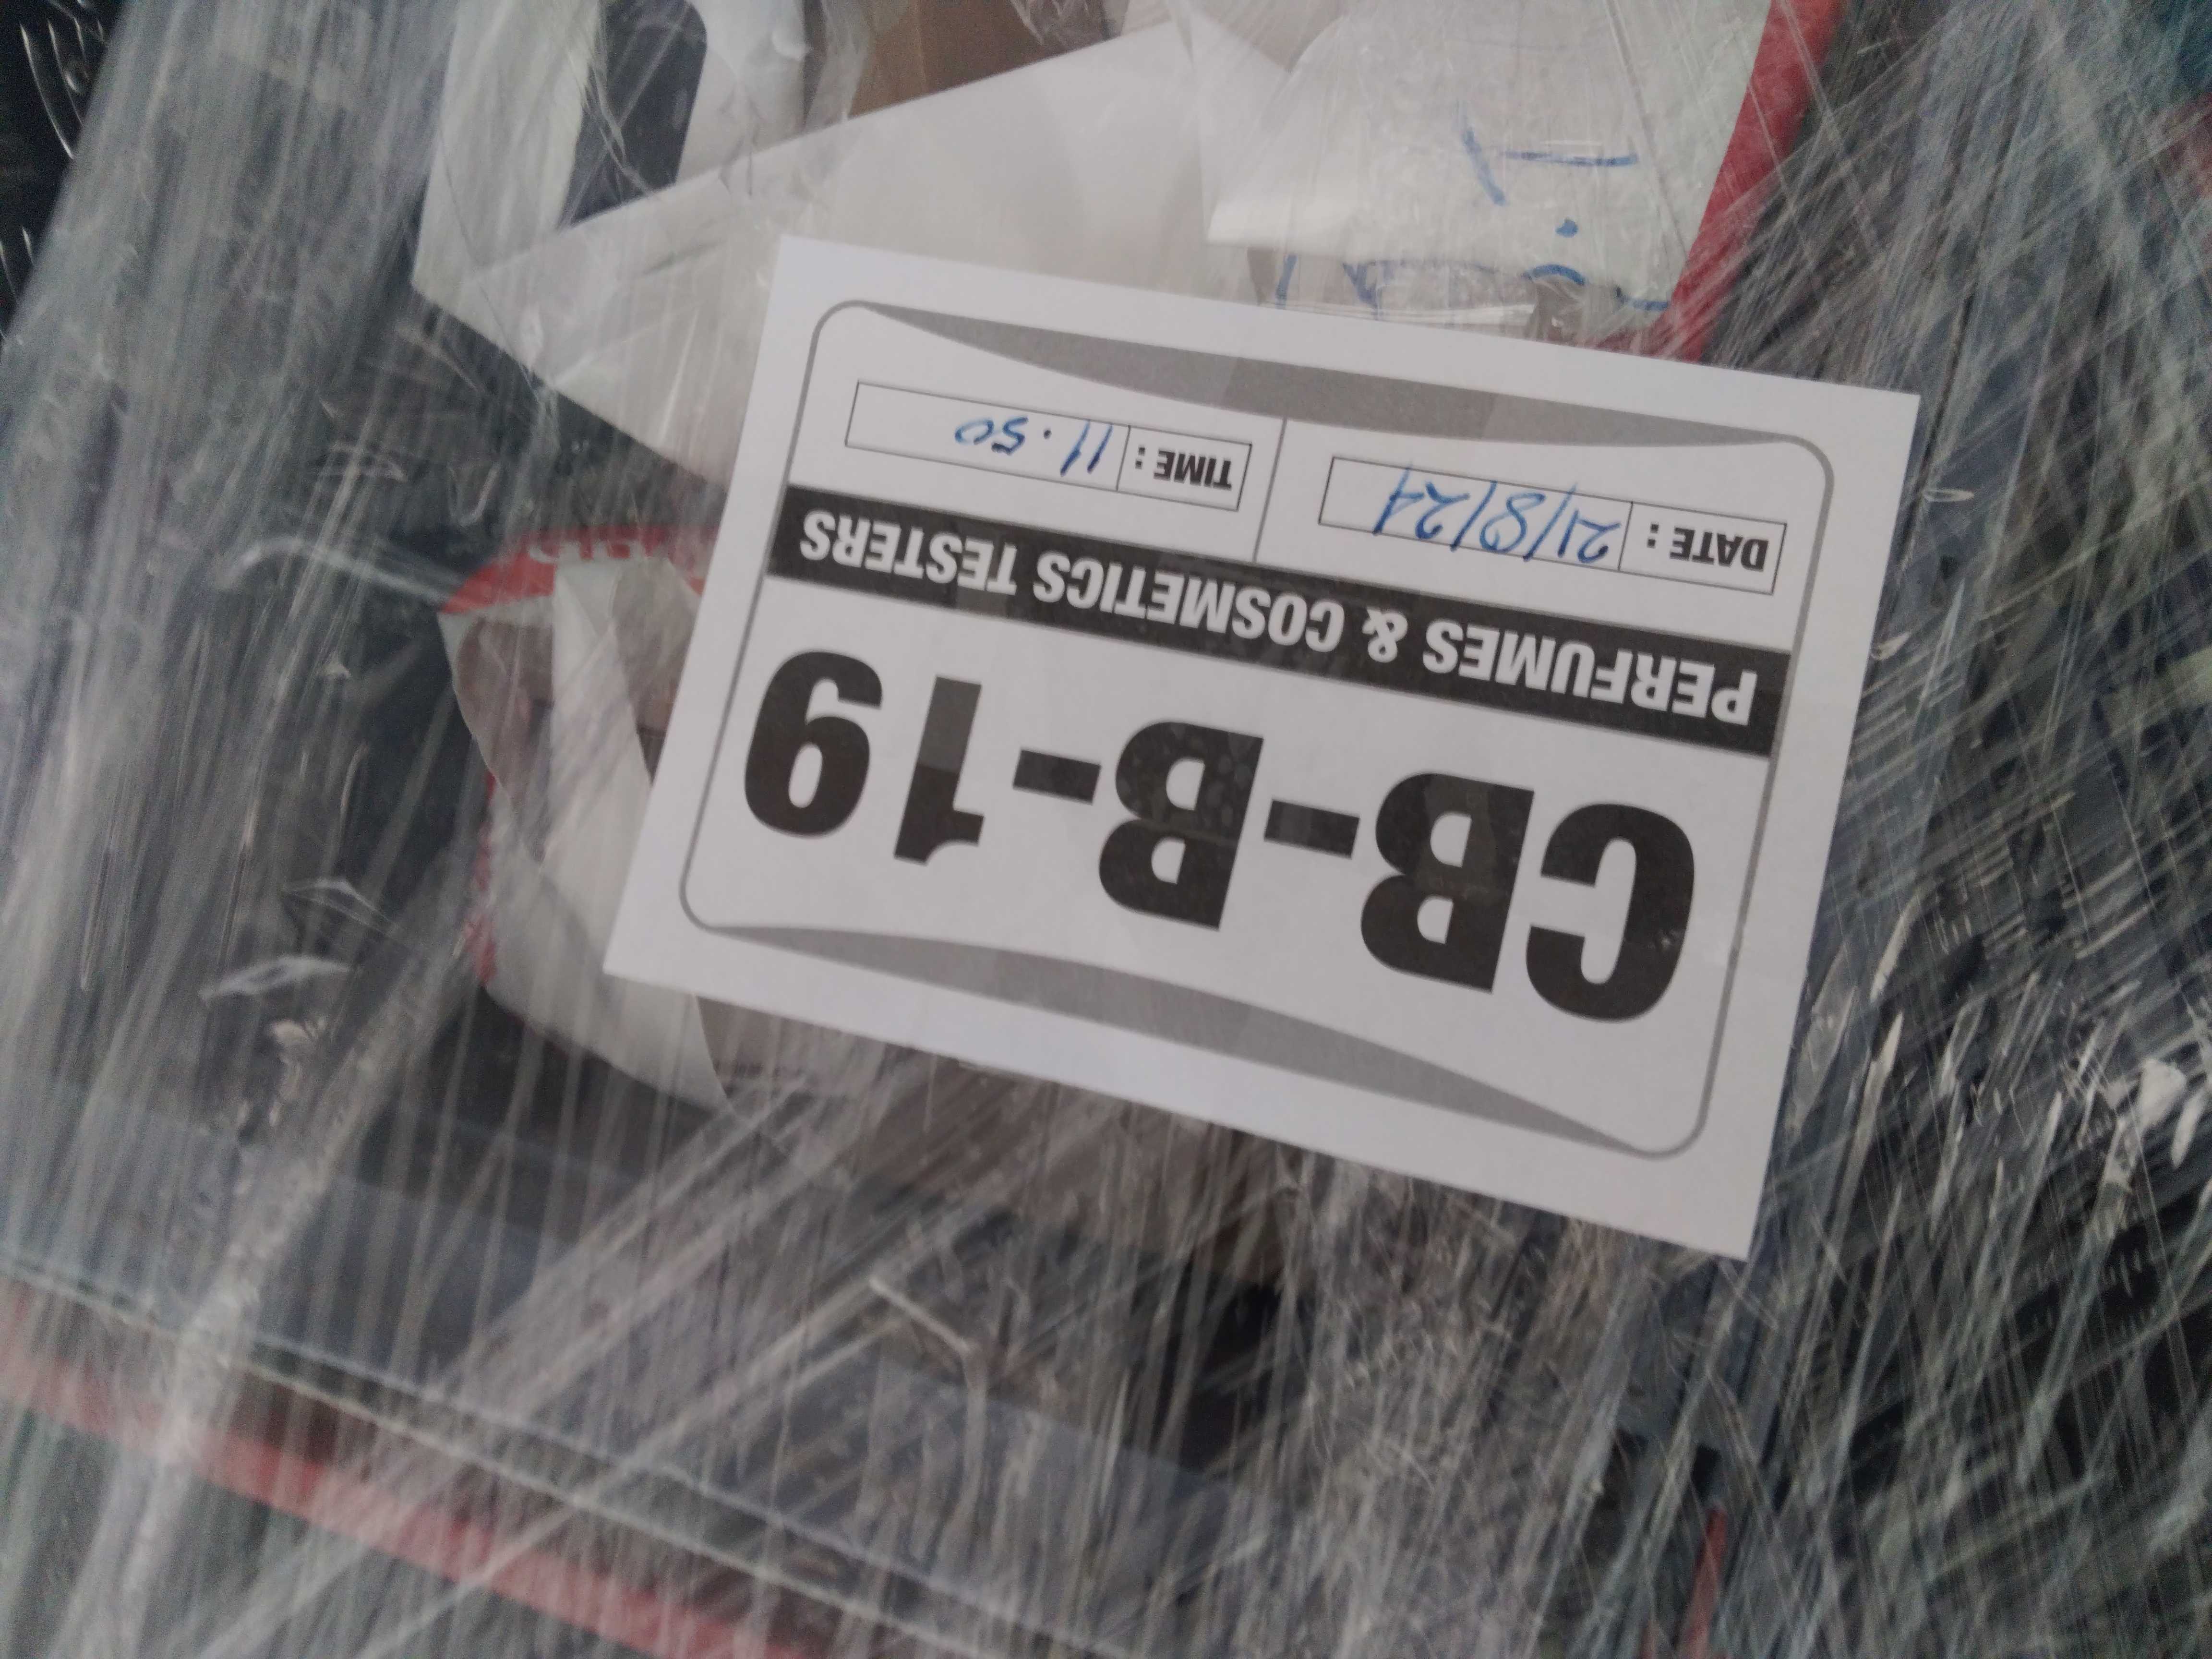 CB-B-19
PERFUMES & COSMETICS TESTERS
DATE : 21/8/24
TIME : 11.50